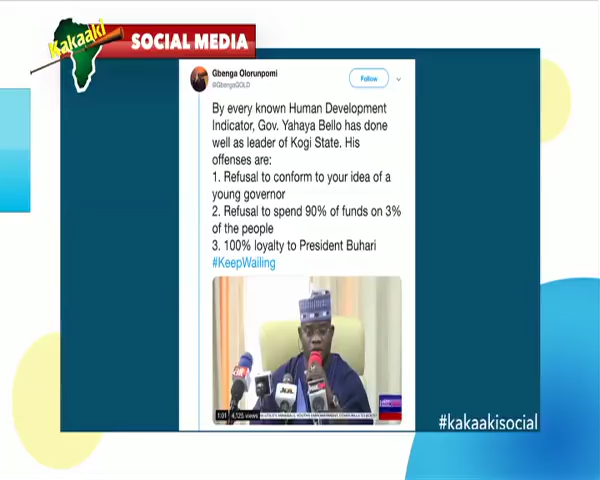 Kakaaki
SOCIAL MEDIA
Gbenga Olorunpomi
@GbengaGOLD
Follow
By every known Human Development
Indicator, Gov. Yahaya Bello has done
well as leader of Kogi State. His
offenses are:
1. Refusal to conform to your idea of a
young governor
2. Refusal to spend 90% of funds on 3%
of the people
3. 100% loyalty to President Buhari
#KeepWailing
1:01 4,125 views
#kakaakisocial